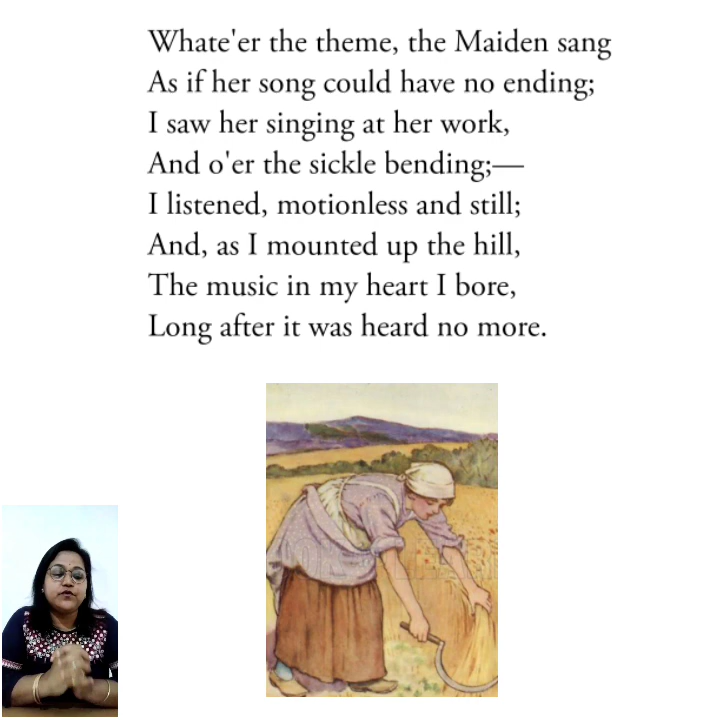 Whate'er the theme, the Maiden sang
As if her song could have no ending;
I saw her singing at her work,
And o'er the sickle bending;—
I listened, motionless and still;
And, as I mounted up the hill,
The music in my heart I bore,
Long after it was heard no more.